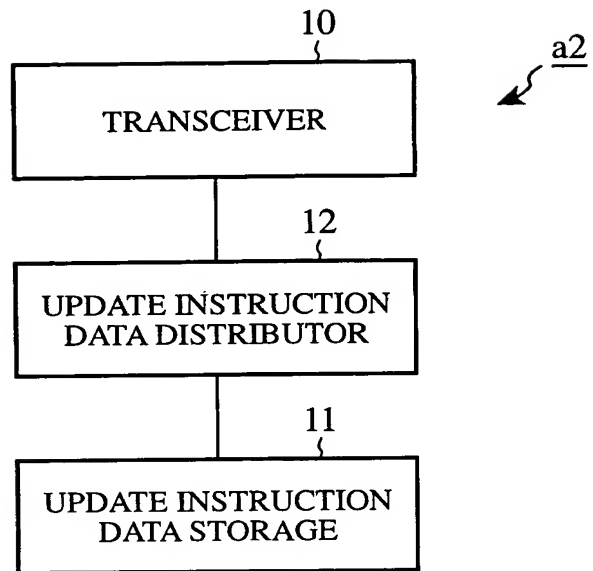 10
a2
TRANSCEIVER
12
UPDATE INSTRUCTION
DATA DISTRIBUTOR
11
UPDATE INSTRUCTION
DATA STORAGE